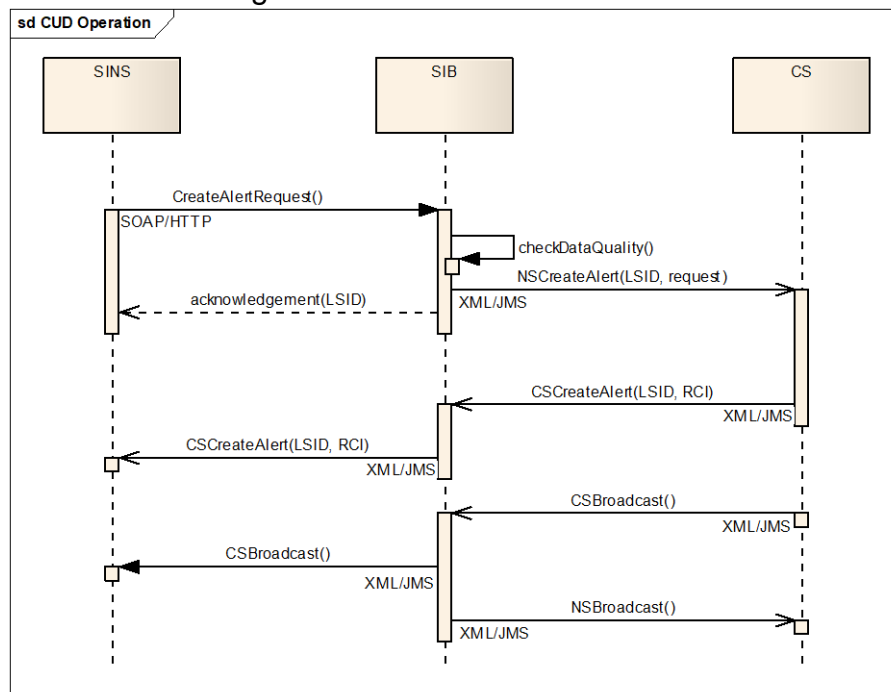 sd CUD Operation
SINS
SIB
CS
CreateAlertRequest()
SOAP/HTTP
checkDataQuality()
NSCreateAlert(LSID, request)
acknowledgement(LSID)
XML/JMS
CSCreateAlert(LSID, RCI)
XML/JMS
CSCreateAlert(LSID, RCI)
XML/JMS
CSBroadcast()
XML/JMS
CSBroadcast()
XML/JMS
NSBroadcast()
XML/JMS